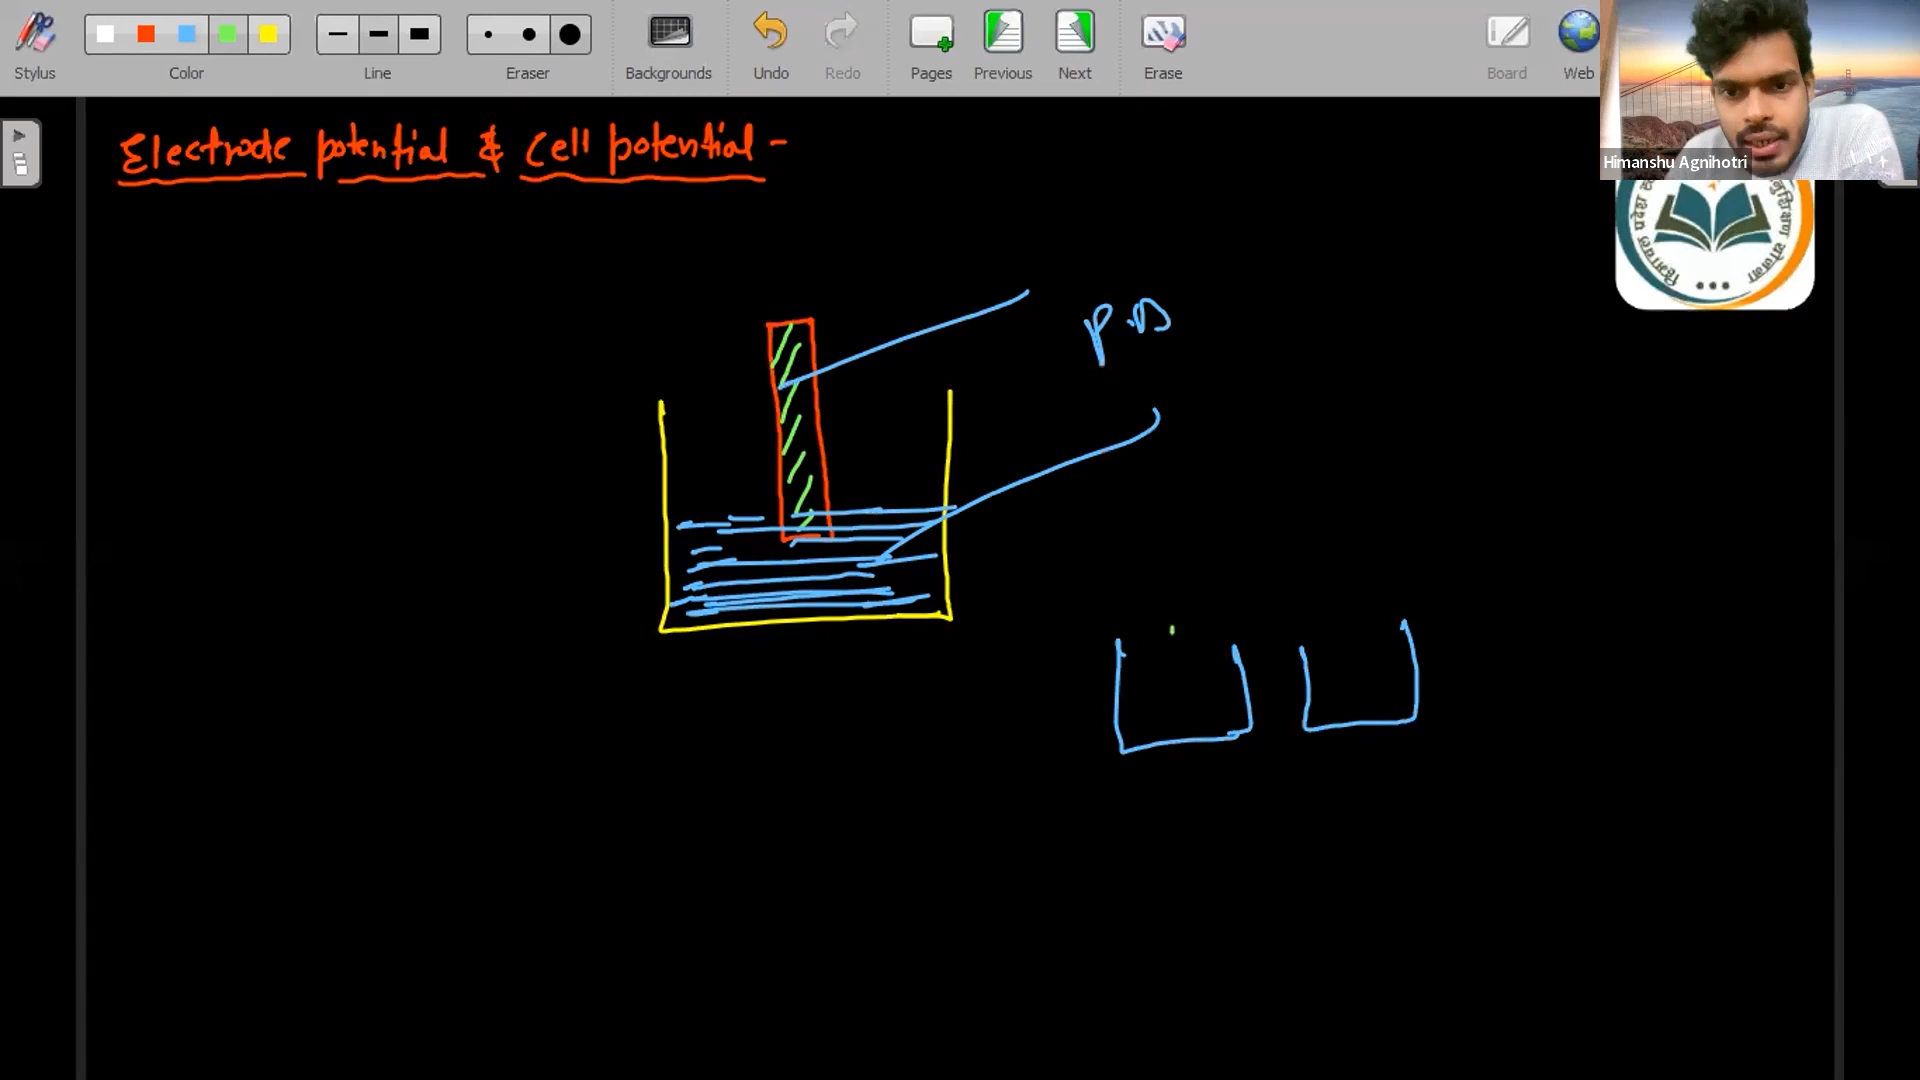 Stylus
Color
Line
Eraser
Backgrounds
Undo
Redo
Pages
Previous
Next
Erase
Board
Web
Himanshu Agnihotri
Electrode potential & Cell potential -
P.D